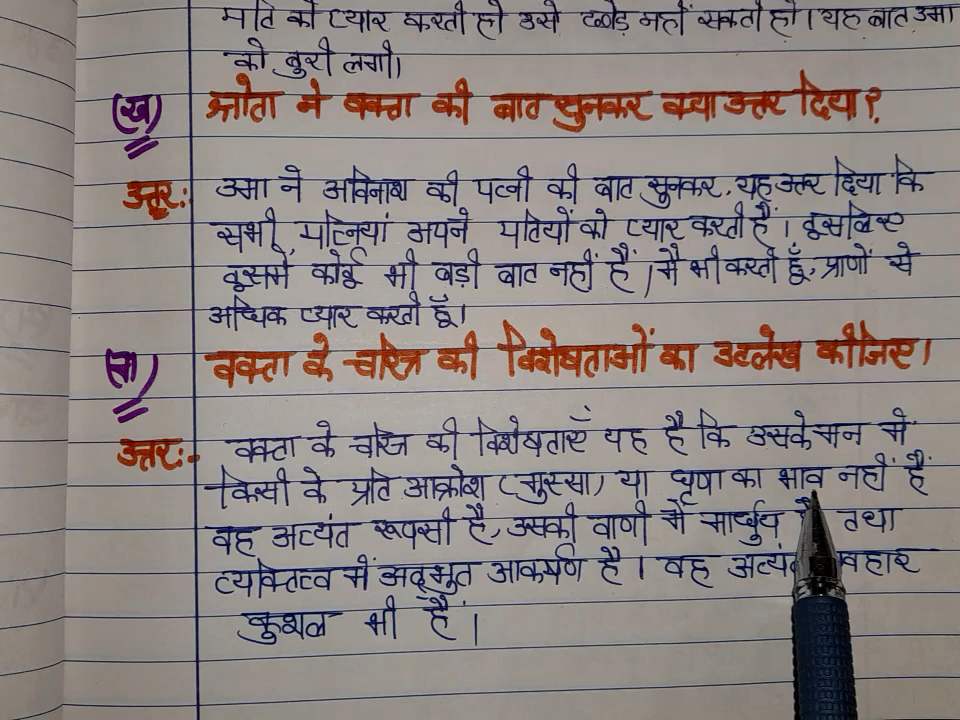 पति को प्यार करती हो उसे छोड़ नहीं सकती हो। यह बात उमा
को बुरी लगी।
(ख) श्रोता ने वक्ता की बात सुनकर क्या उत्तर दिया?
उत्तर:- उमा ने अविनाश की पत्नी की बात सुनकर, यह उत्तर दिया कि
सभी पत्नियां अपने पतियों को प्यार करती हैं। इसलिए
इसमें कोई भी बड़ी बात नहीं हैं। मैं भी करती हूँ, प्राणों से
अधिक प्यार करती हूँ।
(ग) वक्ता के चरित्र की विशेषताओं का उल्लेख कीजिए।
उत्तर:- वक्ता के चरित्र की विशेषताएँ यह है कि उसके मन में
किसी के प्रति आक्रोश (गुस्सा) या घृणा का भाव नहीं हैं
वह अत्यंत रूपसी है, उसकी वाणी में मार्धुय है तथा
व्यक्तित्व में अद्भुत आकर्षण है। वह अत्यंत वहार
कुशल भी हैं।